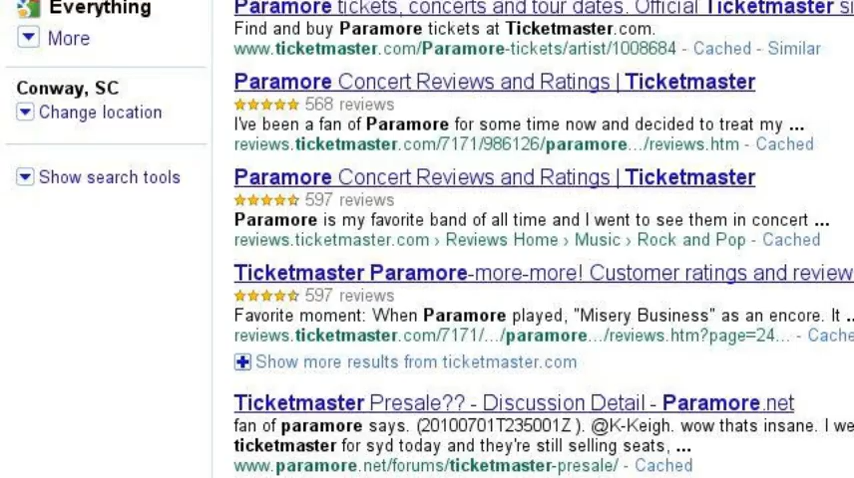 Everything
More
Conway, SC
Change location
Show search tools
Paramore tickets, concerts and tour dates. Official Ticketmaster si
Find and buy Paramore tickets at Ticketmaster.com.
www.ticketmaster.com/Paramore-tickets/artist/1008684 - Cached - Similar
Paramore Concert Reviews and Ratings | Ticketmaster
568 reviews
I've been a fan of Paramore for some time now and decided to treat my ...
reviews.ticketmaster.com/7171/986126/paramore.../reviews.htm - Cached
Paramore Concert Reviews and Ratings | Ticketmaster
597 reviews
Paramore is my favorite band of all time and I went to see them in concert ...
reviews.ticketmaster.com › Reviews Home › Music › Rock and Pop - Cached
Ticketmaster Paramore-more-more! Customer ratings and review
597 reviews
Favorite moment: When Paramore played, "Misery Business" as an encore. It ..
reviews.ticketmaster.com/7171/.../paramore.../reviews.htm?page=24... - Cache
Show more results from ticketmaster.com
Ticketmaster Presale?? - Discussion Detail - Paramore.net
fan of paramore says. (20100701T235001Z ). @K-Keigh. wow thats insane. I we
ticketmaster for syd today and they're still selling seats, ...
www.paramore.net/forums/ticketmaster-presale/ - Cached